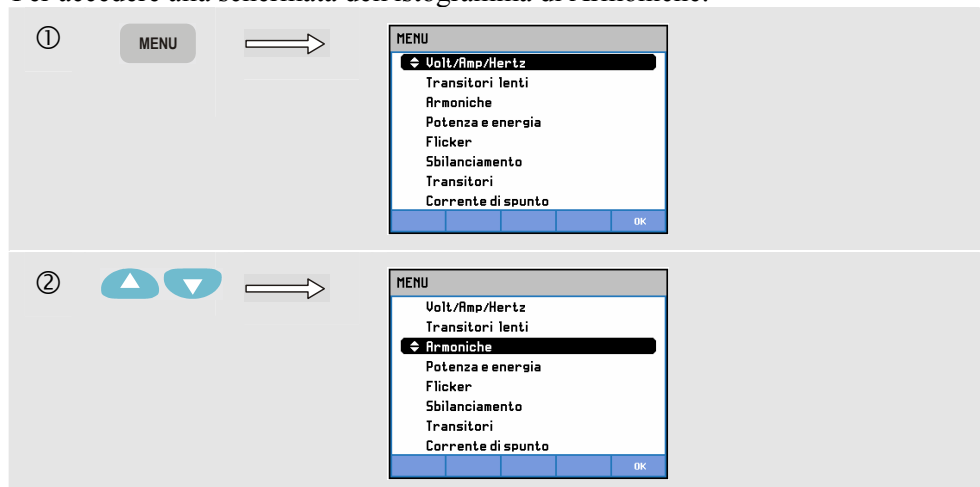 Per accedere alla schermata dell'istogramma di Armoniche:
① MENU
MENU
Volt/Amp/Hertz
Transitori lenti
Armoniche
Potenza e energia
Flicker
Sbilanciamento
Transitori
Corrente di spunto
OK
②
MENU
Volt/Amp/Hertz
Transitori lenti
Armoniche
Potenza e energia
Flicker
Sbilanciamento
Transitori
Corrente di spunto
OK